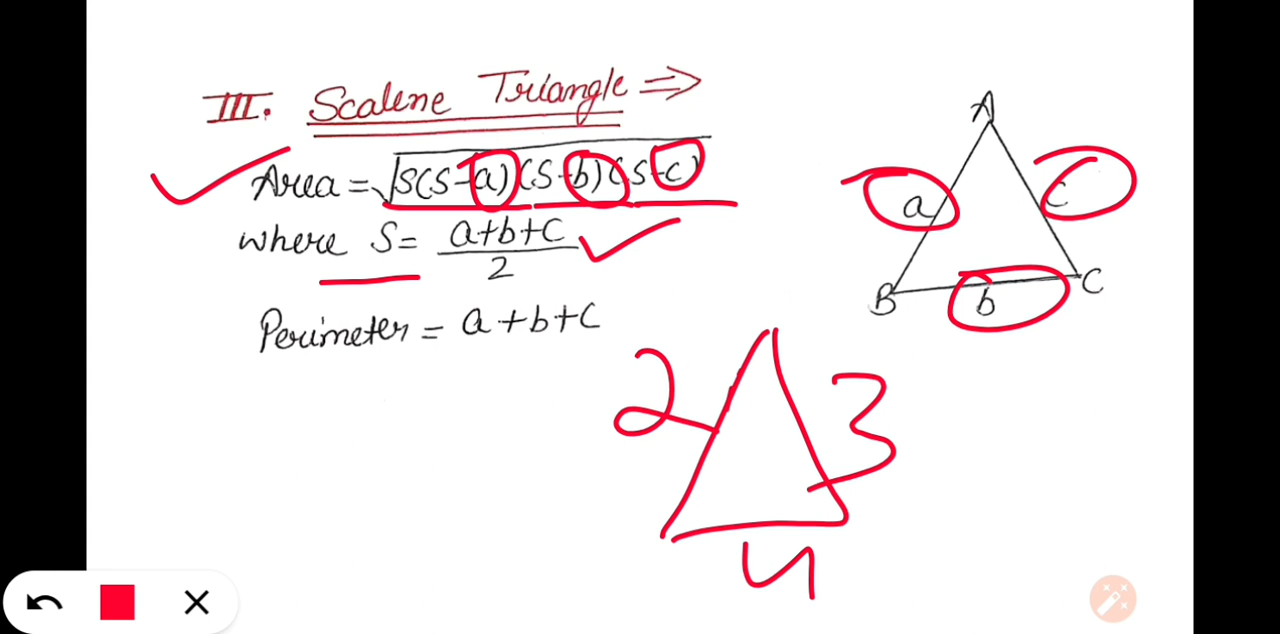 III. Scalene Triangle ⇒
Area = √S(S-a)(S-b)(S-c)
where S = a+b+c
2
Perimeter = a+b+c
A
a
c
B
b
C
2
3
4